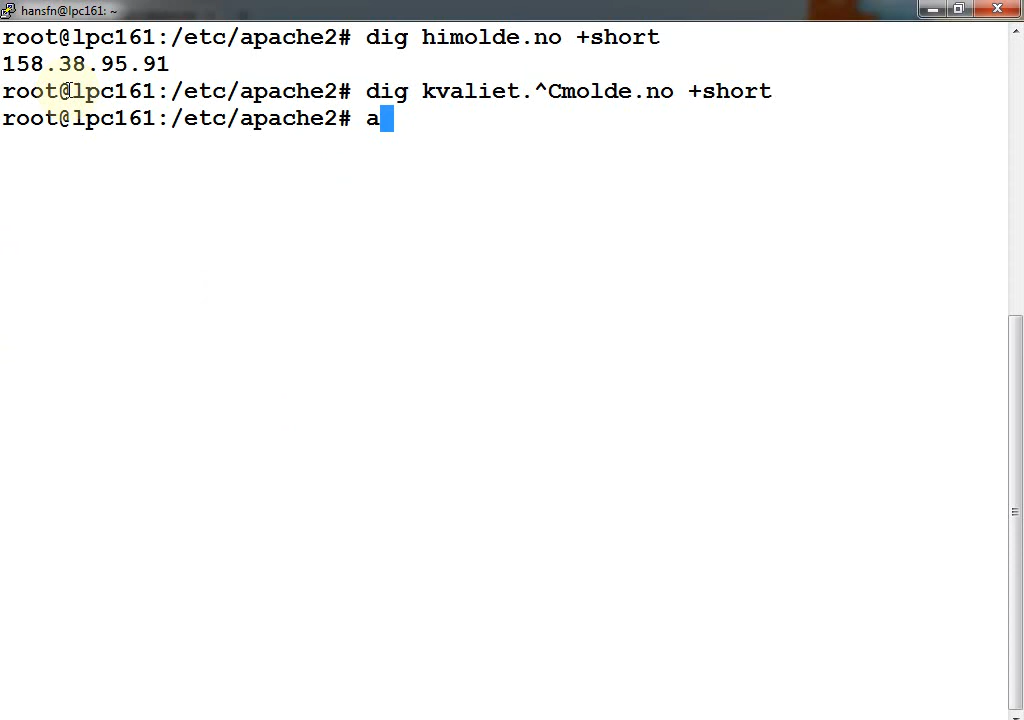 hansfn@lpc161: ~
root@lpc161:/etc/apache2# dig himolde.no +short
158.38.95.91
root@lpc161:/etc/apache2# dig kvaliet.^Cmolde.no +short
root@lpc161:/etc/apache2# a